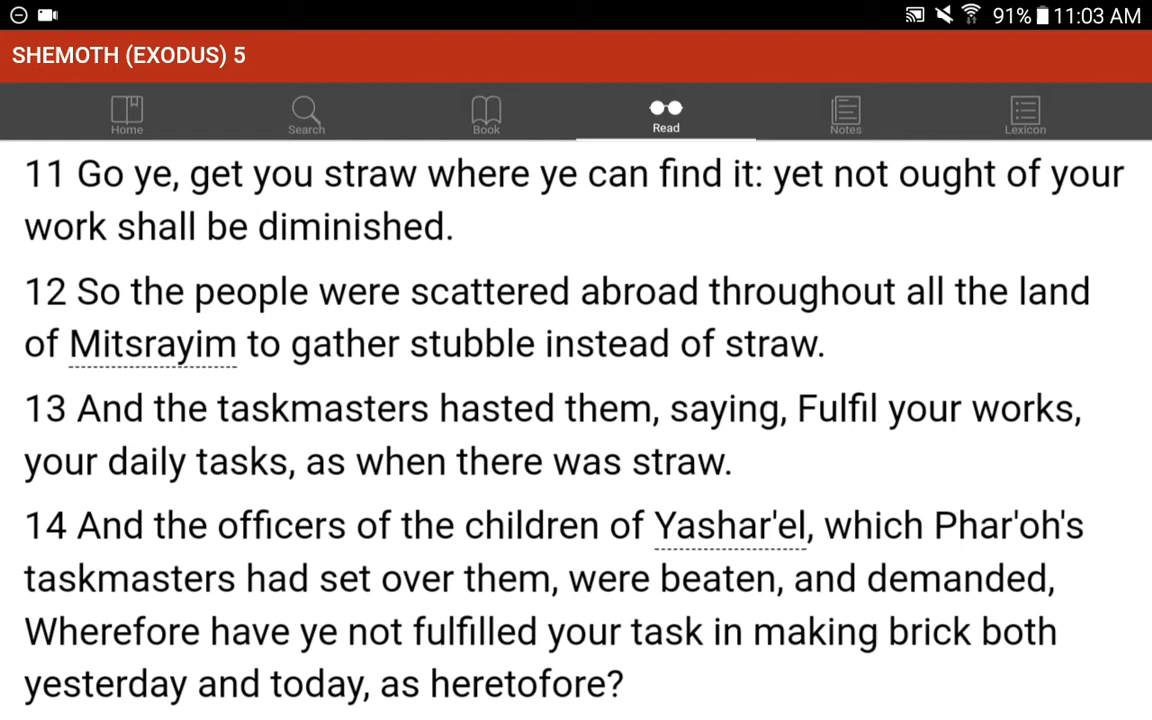 91% 11:03 AM
SHEMOTH (EXODUS) 5
Home Search Book Read Notes Lexicon
11 Go ye, get you straw where ye can find it: yet not ought of your
work shall be diminished.
12 So the people were scattered abroad throughout all the land
of Mitsrayim to gather stubble instead of straw.
13 And the taskmasters hasted them, saying, Fulfil your works,
your daily tasks, as when there was straw.
14 And the officers of the children of Yashar'el, which Phar'oh's
taskmasters had set over them, were beaten, and demanded,
Wherefore have ye not fulfilled your task in making brick both
yesterday and today, as heretofore?